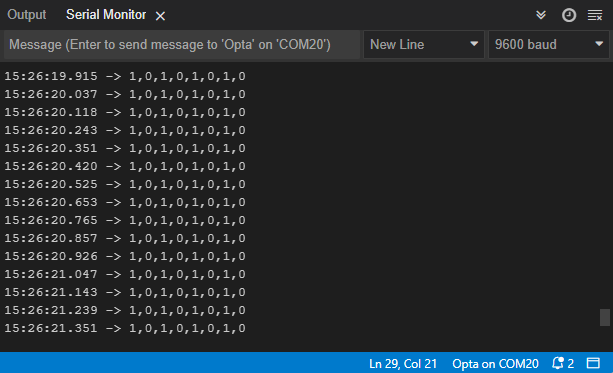 Output Serial Monitor
Message (Enter to send message to 'Opta' on 'COM20') New Line 9600 baud
15:26:19.915 -> 1,0,1,0,1,0,1,0
15:26:20.037 -> 1,0,1,0,1,0,1,0
15:26:20.118 -> 1,0,1,0,1,0,1,0
15:26:20.243 -> 1,0,1,0,1,0,1,0
15:26:20.351 -> 1,0,1,0,1,0,1,0
15:26:20.420 -> 1,0,1,0,1,0,1,0
15:26:20.525 -> 1,0,1,0,1,0,1,0
15:26:20.653 -> 1,0,1,0,1,0,1,0
15:26:20.765 -> 1,0,1,0,1,0,1,0
15:26:20.857 -> 1,0,1,0,1,0,1,0
15:26:20.926 -> 1,0,1,0,1,0,1,0
15:26:21.047 -> 1,0,1,0,1,0,1,0
15:26:21.143 -> 1,0,1,0,1,0,1,0
15:26:21.239 -> 1,0,1,0,1,0,1,0
15:26:21.351 -> 1,0,1,0,1,0,1,0
Ln 29, Col 21 Opta on COM20 2